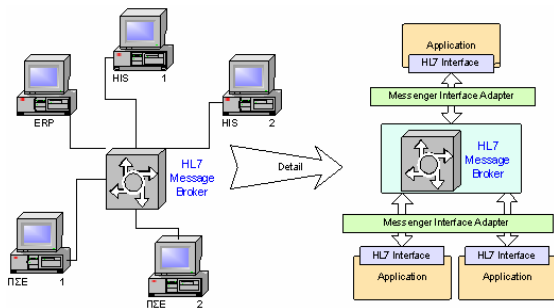 HIS 1
ERP
HIS 2
HL7
Message
Broker
ΠΣΕ 1
ΠΣΕ 2
Detail
Application
HL7 Interface
Messenger Interface Adapter
HL7
Message
Broker
Messenger Interface Adapter
HL7 Interface
Application
HL7 Interface
Application